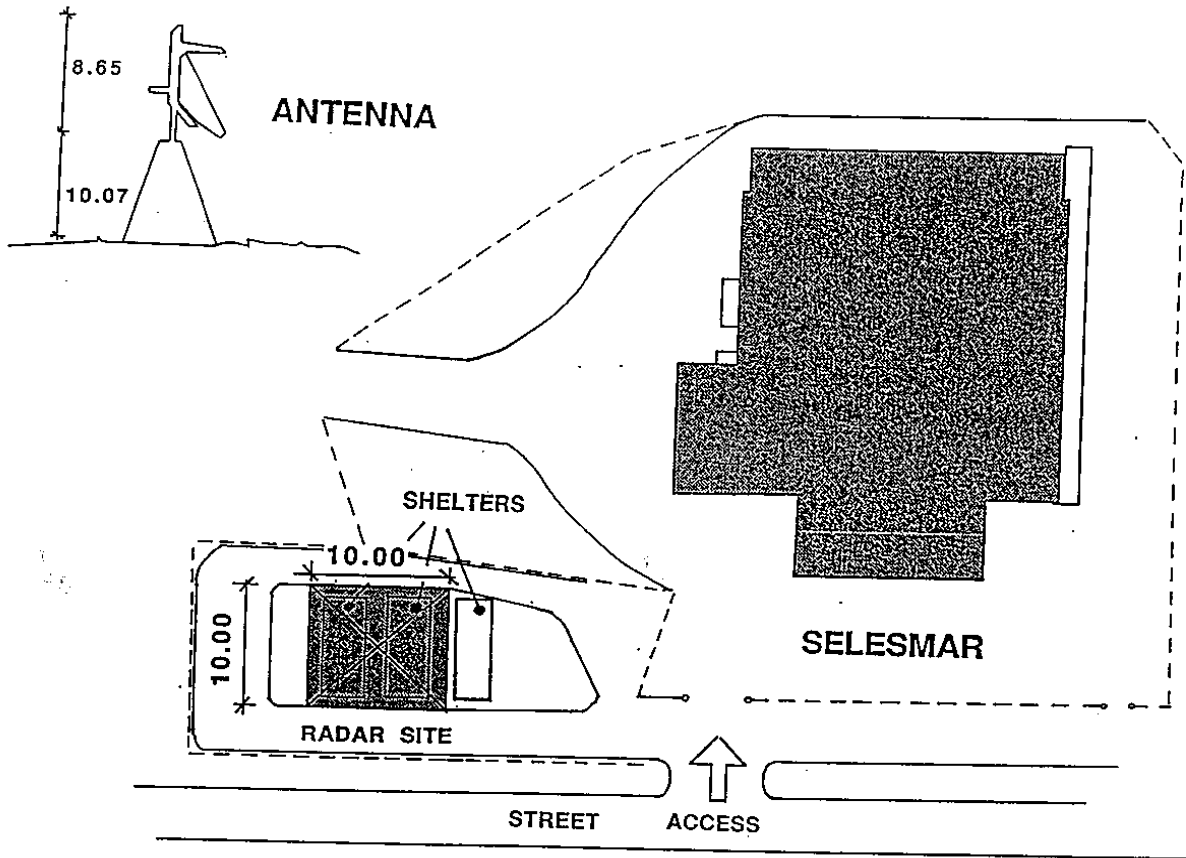 8.65
ANTENNA
10.07
SHELTERS
10.00
10.00
SELESMAR
RADAR SITE
STREET
ACCESS